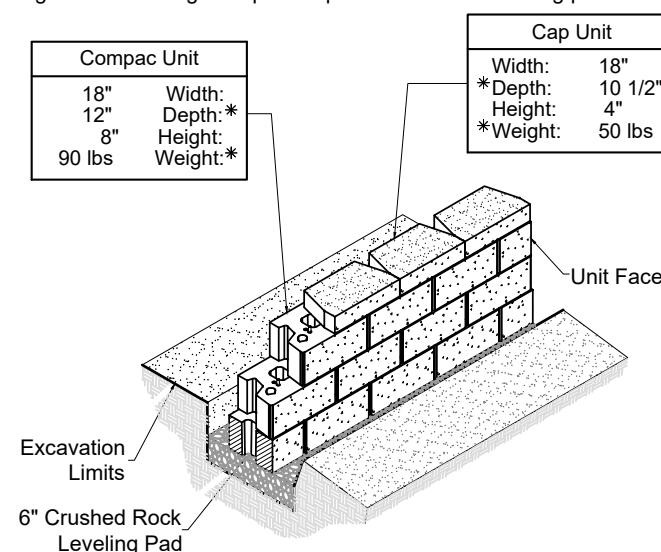 Compac Unit
18" Width:
12" Depth:*
8" Height:
90 lbs Weight:*
Cap Unit
Width: 18"
*Depth: 10 1/2"
Height: 4"
*Weight: 50 lbs
Unit Face
Excavation
Limits
6" Crushed Rock
Leveling Pad